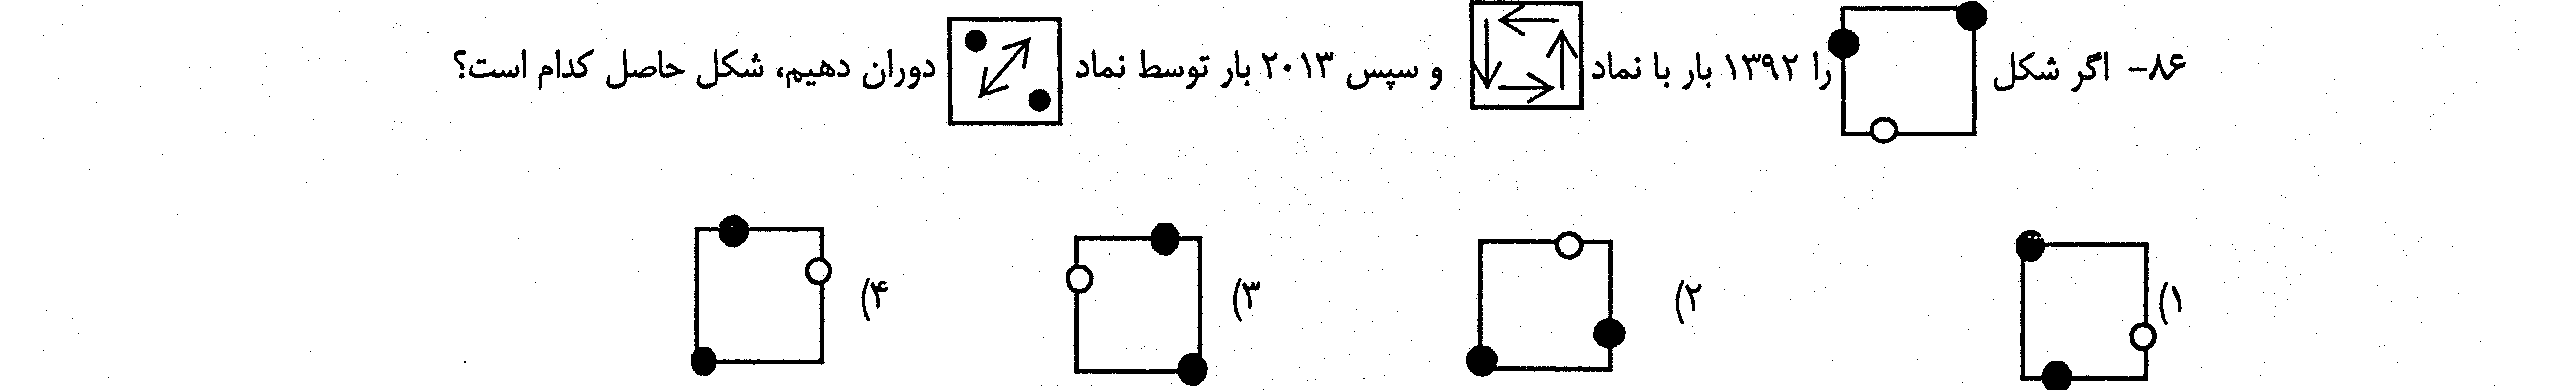 ۸۶- اگر شکل را ۱۳۹۲ بار با نماد و سپس ۲۰۱۳ بار توسط نماد دوران دهیم، شکل حاصل کدام است؟
۱) ۲) ۳) ۴)